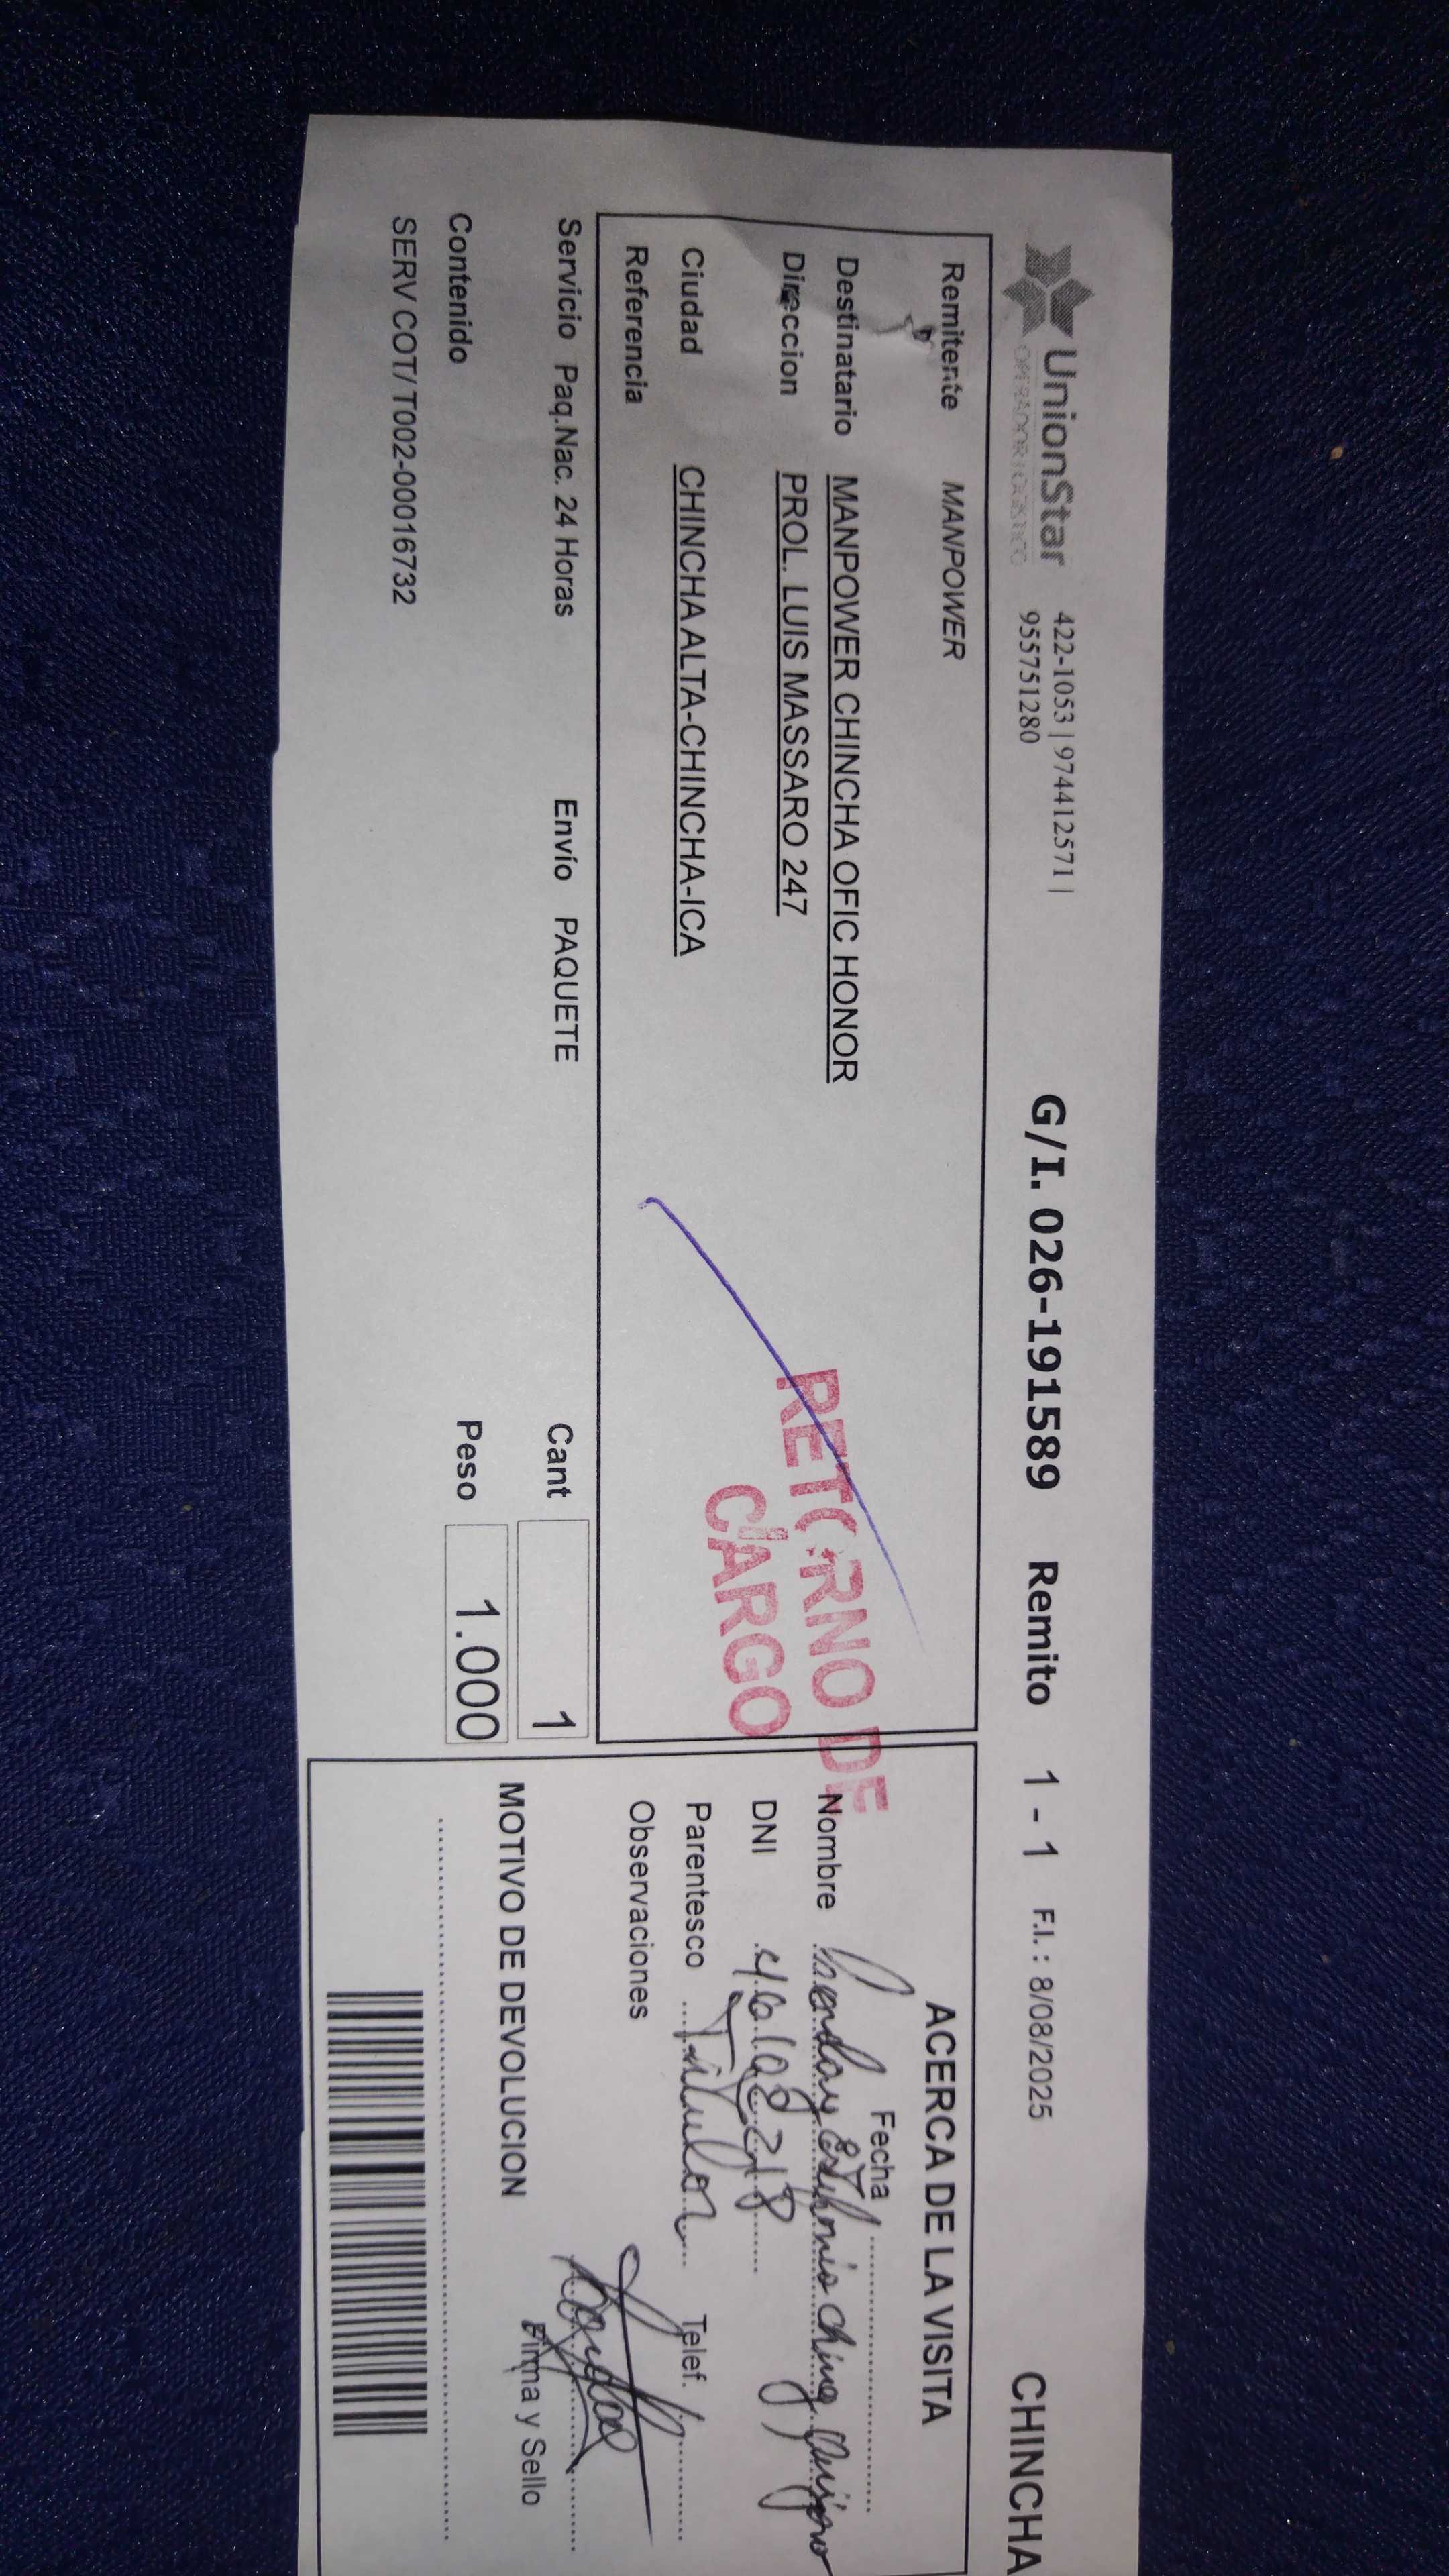 UnionStar
OPERADOR LOGISTICO
422-1053 | 974412571 |
955751280
G/I. 026-191589 Remito 1 - 1 F.I.: 8/08/2025 CHINCHA
Remitente MANPOWER
Destinatario MANPOWER CHINCHA OFIC HONOR
Direccion PROL. LUIS MASSARO 247
Ciudad CHINCHA ALTA-CHINCHA-ICA
Referencia
RETORNO DE
CARGO
Servicio Paq.Nac. 24 Horas Envío PAQUETE Cant 1
Contenido Peso 1.000
SERV COT/ T002-00016732
ACERCA DE LA VISITA
Fecha
Nombre
DNI
Parentesco Titular Telef.
Observaciones
MOTIVO DE DEVOLUCION Firma y Sello